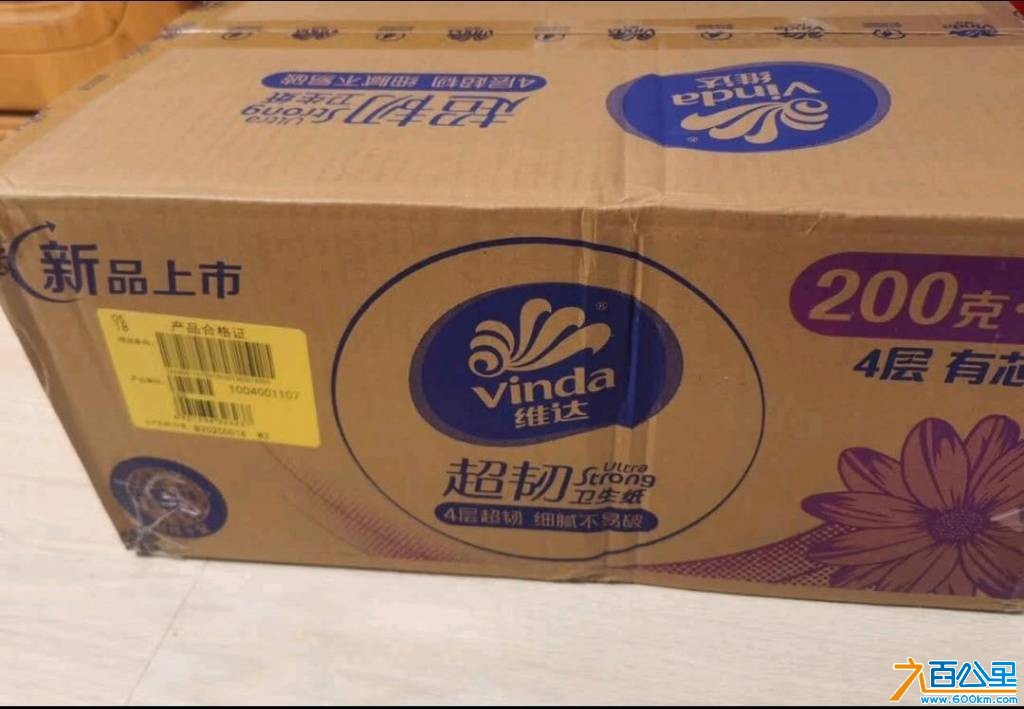 4层超韧 细腻不易破
超韧
Ultra
Strong
卫生纸
Vinda
维达
®
新品上市
产品合格证
1004001107
®
Vinda
维达
超韧
Ultra
Strong
卫生纸
4层超韧 细腻不易破
200克
4层 有芯
九百公里
www.600km.com